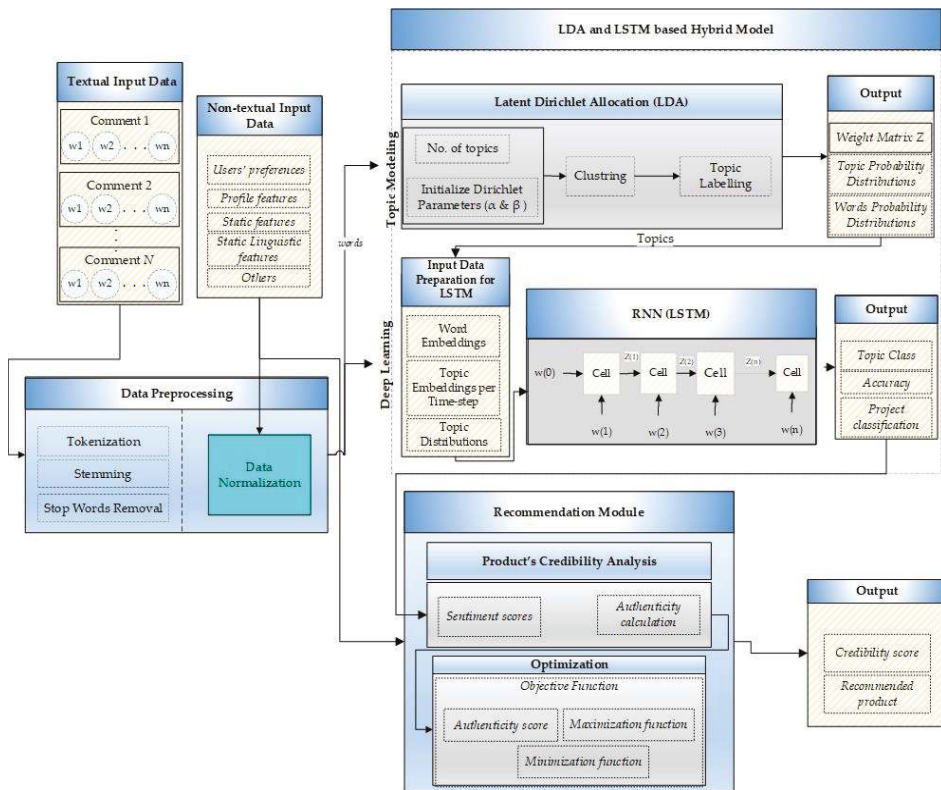 LDA and LSTM based Hybrid Model
Textual Input Data
Comment 1
w1 w2 . . . wn
Comment 2
w1 w2 . . . wn
Comment N
w1 w2 . . . wn
Non-textual Input
Data
Users' preferences
Profile features
Static features
Static Linguistic
features
Others
words
Topic Modeling
Latent Dirichlet Allocation (LDA)
No. of topics
Initialize Dirichlet
Parameters (α & β )
Clustring
Topic
Labelling
Output
Weight Matrix Z
Topic Probability
Distributions
Words Probability
Distributions
Topics
Deep Learning
Input Data
Preparation for
LSTM
Word
Embeddings
Topic
Embeddings per
Time-step
Topic
Distributions
RNN (LSTM)
w(0) Cell Z(1) Cell Z(2) Cell Z(n) Cell
w(1) w(2) w(3) w(n)
Output
Topic Class
Accuracy
Project
classification
Data Preprocessing
Tokenization
Stemming
Stop Words Removal
Data
Normalization
Recommendation Module
Product's Credibility Analysis
Sentiment scores
Authenticity
calculation
Optimization
Objective Function
Authenticity score
Maximization function
Minimization function
Output
Credibility score
Recommended
product